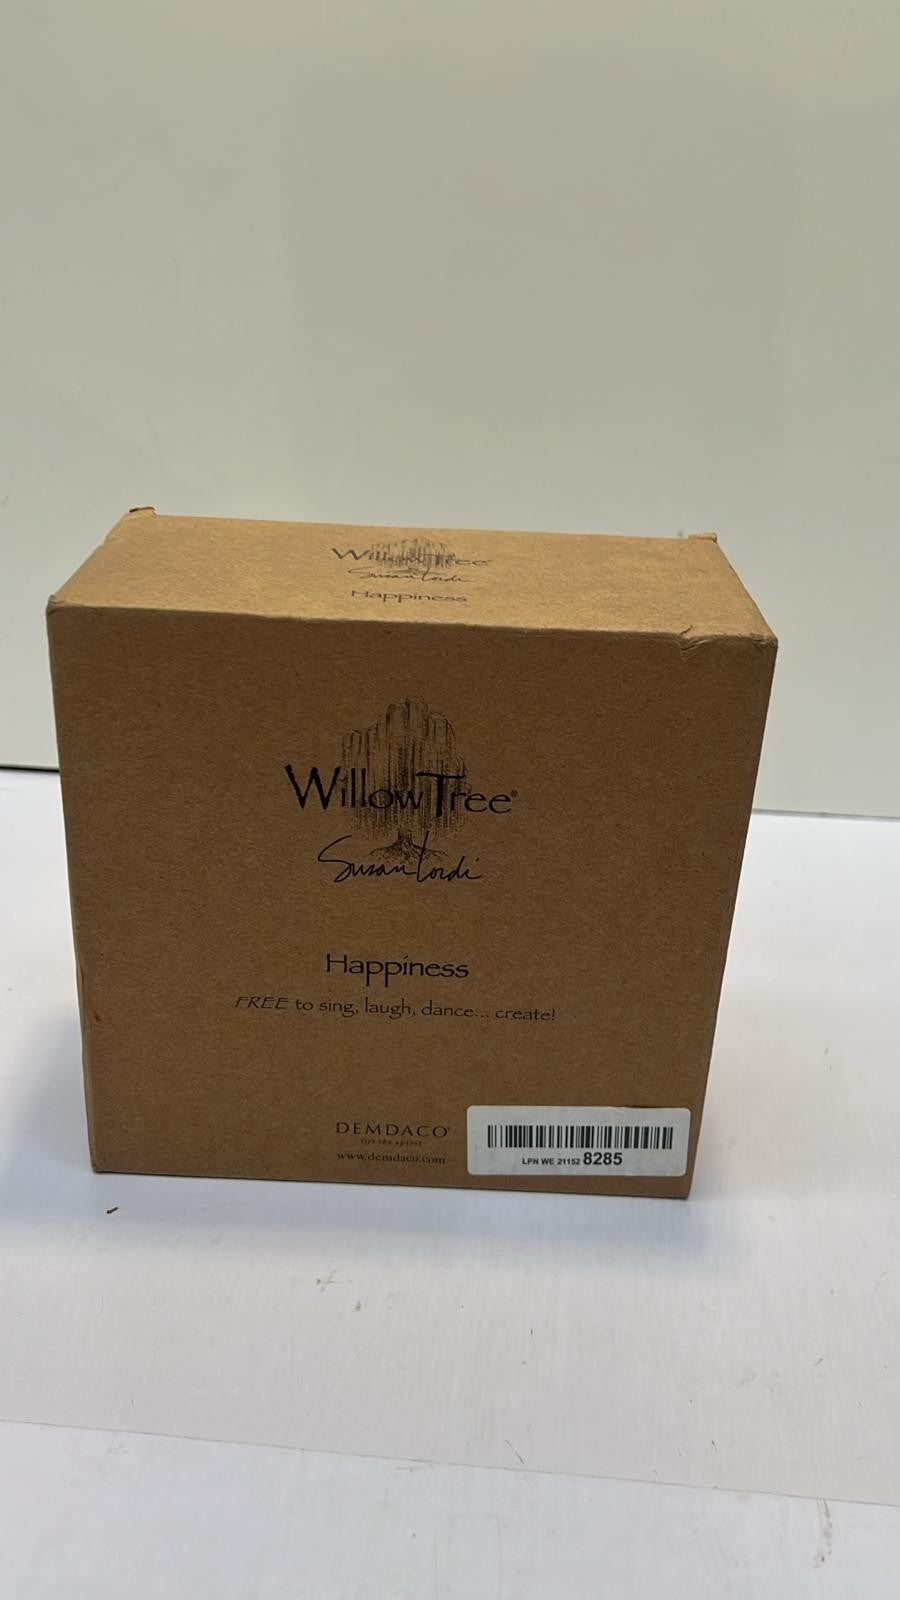 Willow Tree®
Susan Lordi
Happiness
Willow Tree®
Susan Lordi
Happiness
FREE to sing, laugh, dance... create!
DEMDACO®
lift the spirit
www.demdaco.com
LPN WE 21152 8285